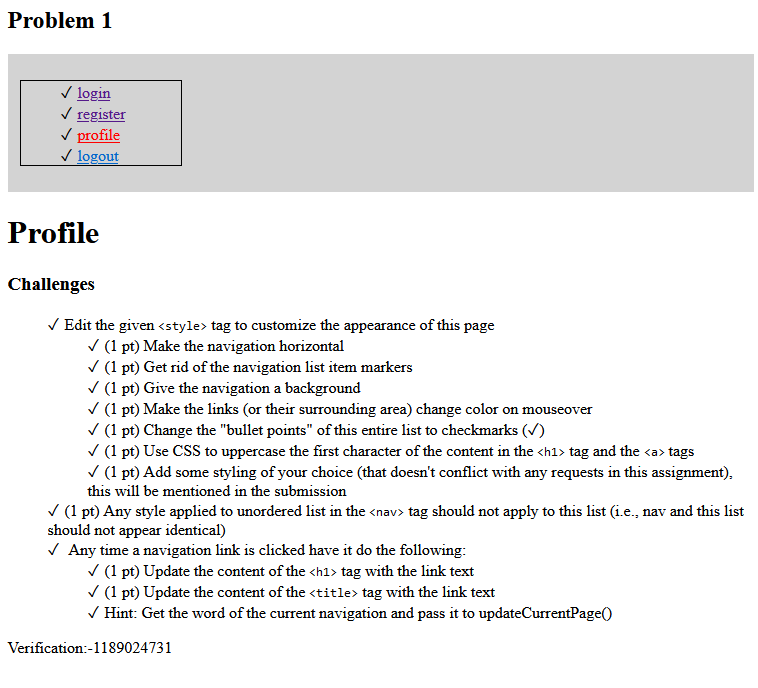 Problem 1
✓ login
✓ register
✓ profile
✓ logout
Profile
Challenges
✓ Edit the given <style> tag to customize the appearance of this page
✓ (1 pt) Make the navigation horizontal
✓ (1 pt) Get rid of the navigation list item markers
✓ (1 pt) Give the navigation a background
✓ (1 pt) Make the links (or their surrounding area) change color on mouseover
✓ (1 pt) Change the "bullet points" of this entire list to checkmarks (✓)
✓ (1 pt) Use CSS to uppercase the first character of the content in the <h1> tag and the <a> tags
✓ (1 pt) Add some styling of your choice (that doesn't conflict with any requests in this assignment),
this will be mentioned in the submission
✓ (1 pt) Any style applied to unordered list in the <nav> tag should not apply to this list (i.e., nav and this list
should not appear identical)
✓ Any time a navigation link is clicked have it do the following:
✓ (1 pt) Update the content of the <h1> tag with the link text
✓ (1 pt) Update the content of the <title> tag with the link text
✓ Hint: Get the word of the current navigation and pass it to updateCurrentPage()
Verification:-1189024731